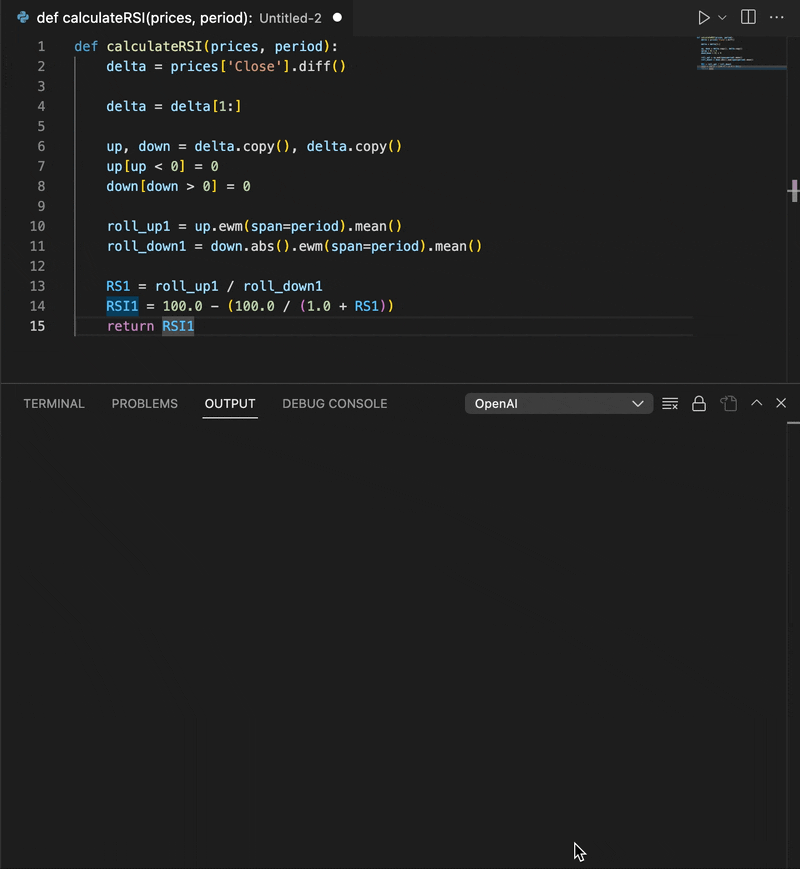 def calculateRSI(prices, period): Untitled-2
1 def calculateRSI(prices, period):
2 delta = prices['Close'].diff()
3
4 delta = delta[1:]
5
6 up, down = delta.copy(), delta.copy()
7 up[up < 0] = 0
8 down[down > 0] = 0
9
10 roll_up1 = up.ewm(span=period).mean()
11 roll_down1 = down.abs().ewm(span=period).mean()
12
13 RS1 = roll_up1 / roll_down1
14 RSI1 = 100.0 - (100.0 / (1.0 + RS1))
15 return RSI1
TERMINAL PROBLEMS OUTPUT DEBUG CONSOLE OpenAI